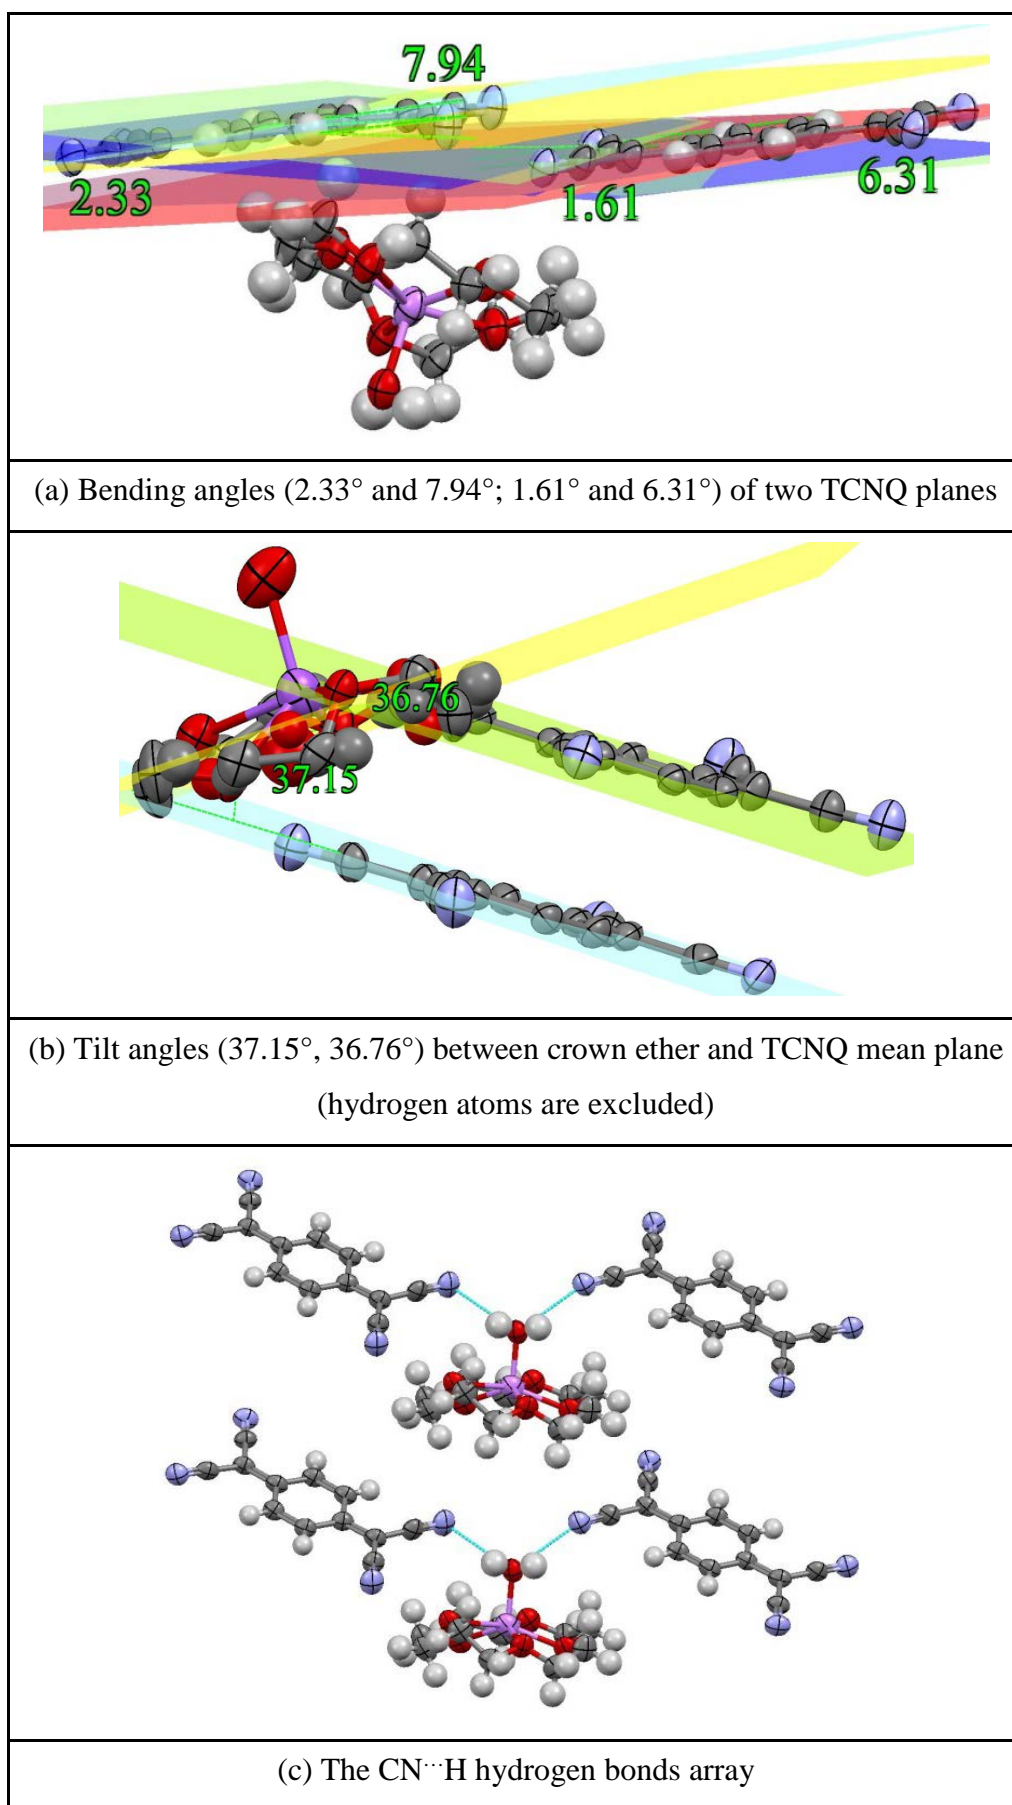 7.94
2.33
1.61
6.31
(a) Bending angles (2.33° and 7.94°; 1.61° and 6.31°) of two TCNQ planes
36.76
37.15
(b) Tilt angles (37.15°, 36.76°) between crown ether and TCNQ mean plane
(hydrogen atoms are excluded)
(c) The CN···H hydrogen bonds array